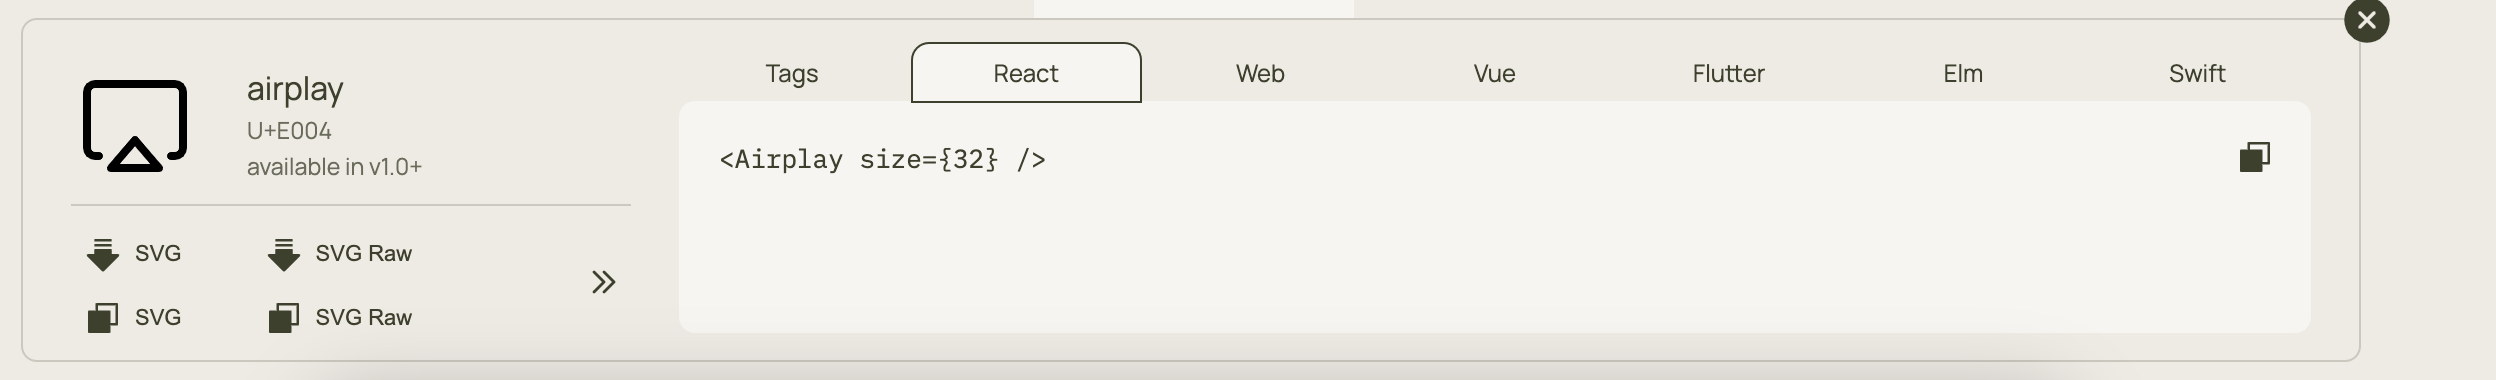 airplay
U+E004
available in v1.0+
SVG
SVG Raw
SVG
SVG Raw
Tags
React
Web
Vue
Flutter
Elm
Swift
<Airplay size={32} />